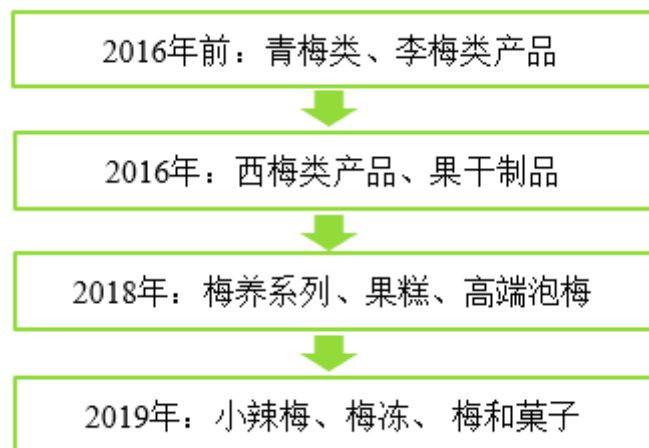 2016年前：青梅类、李梅类产品
2016年：西梅类产品、果干制品
2018年：梅养系列、果糕、高端泡梅
2019年：小辣梅、梅冻、 梅和菓子